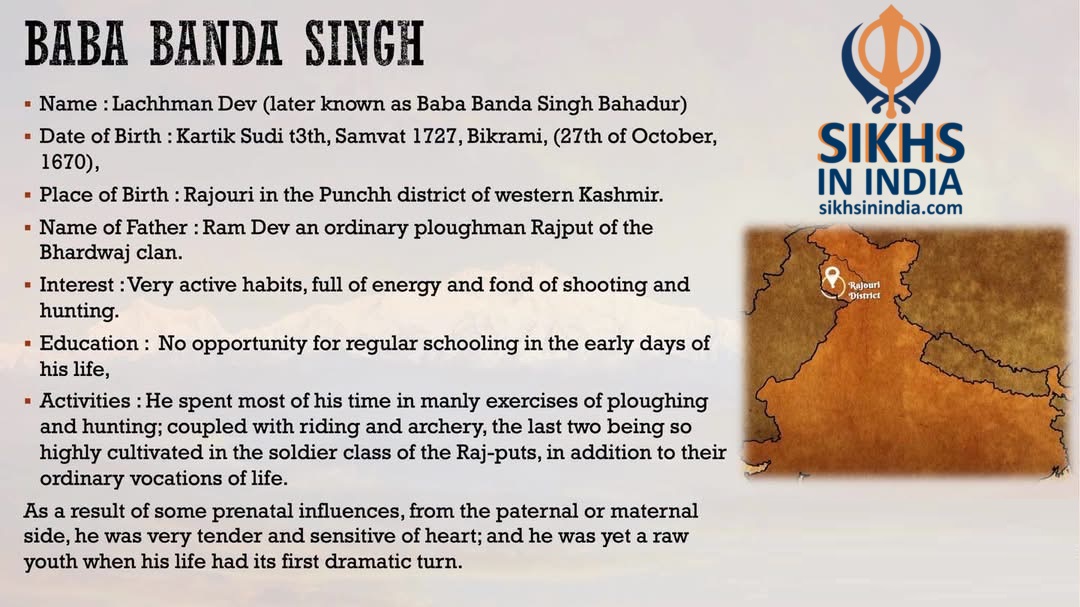 BABA BANDA SINGH
▪ Name : Lachhman Dev (later known as Baba Banda Singh Bahadur)
▪ Date of Birth : Kartik Sudi t3th, Samvat 1727, Bikrami, (27th of October,
1670),
▪ Place of Birth : Rajouri in the Punchh district of western Kashmir.
▪ Name of Father : Ram Dev an ordinary ploughman Rajput of the
Bhardwaj clan.
▪ Interest : Very active habits, full of energy and fond of shooting and
hunting.
▪ Education : No opportunity for regular schooling in the early days of
his life,
▪ Activities : He spent most of his time in manly exercises of ploughing
and hunting; coupled with riding and archery, the last two being so
highly cultivated in the soldier class of the Raj-puts, in addition to their
ordinary vocations of life.
As a result of some prenatal influences, from the paternal or maternal
side, he was very tender and sensitive of heart; and he was yet a raw
youth when his life had its first dramatic turn.
SIKHS
IN INDIA
sikhsinindia.com
Rajouri
District